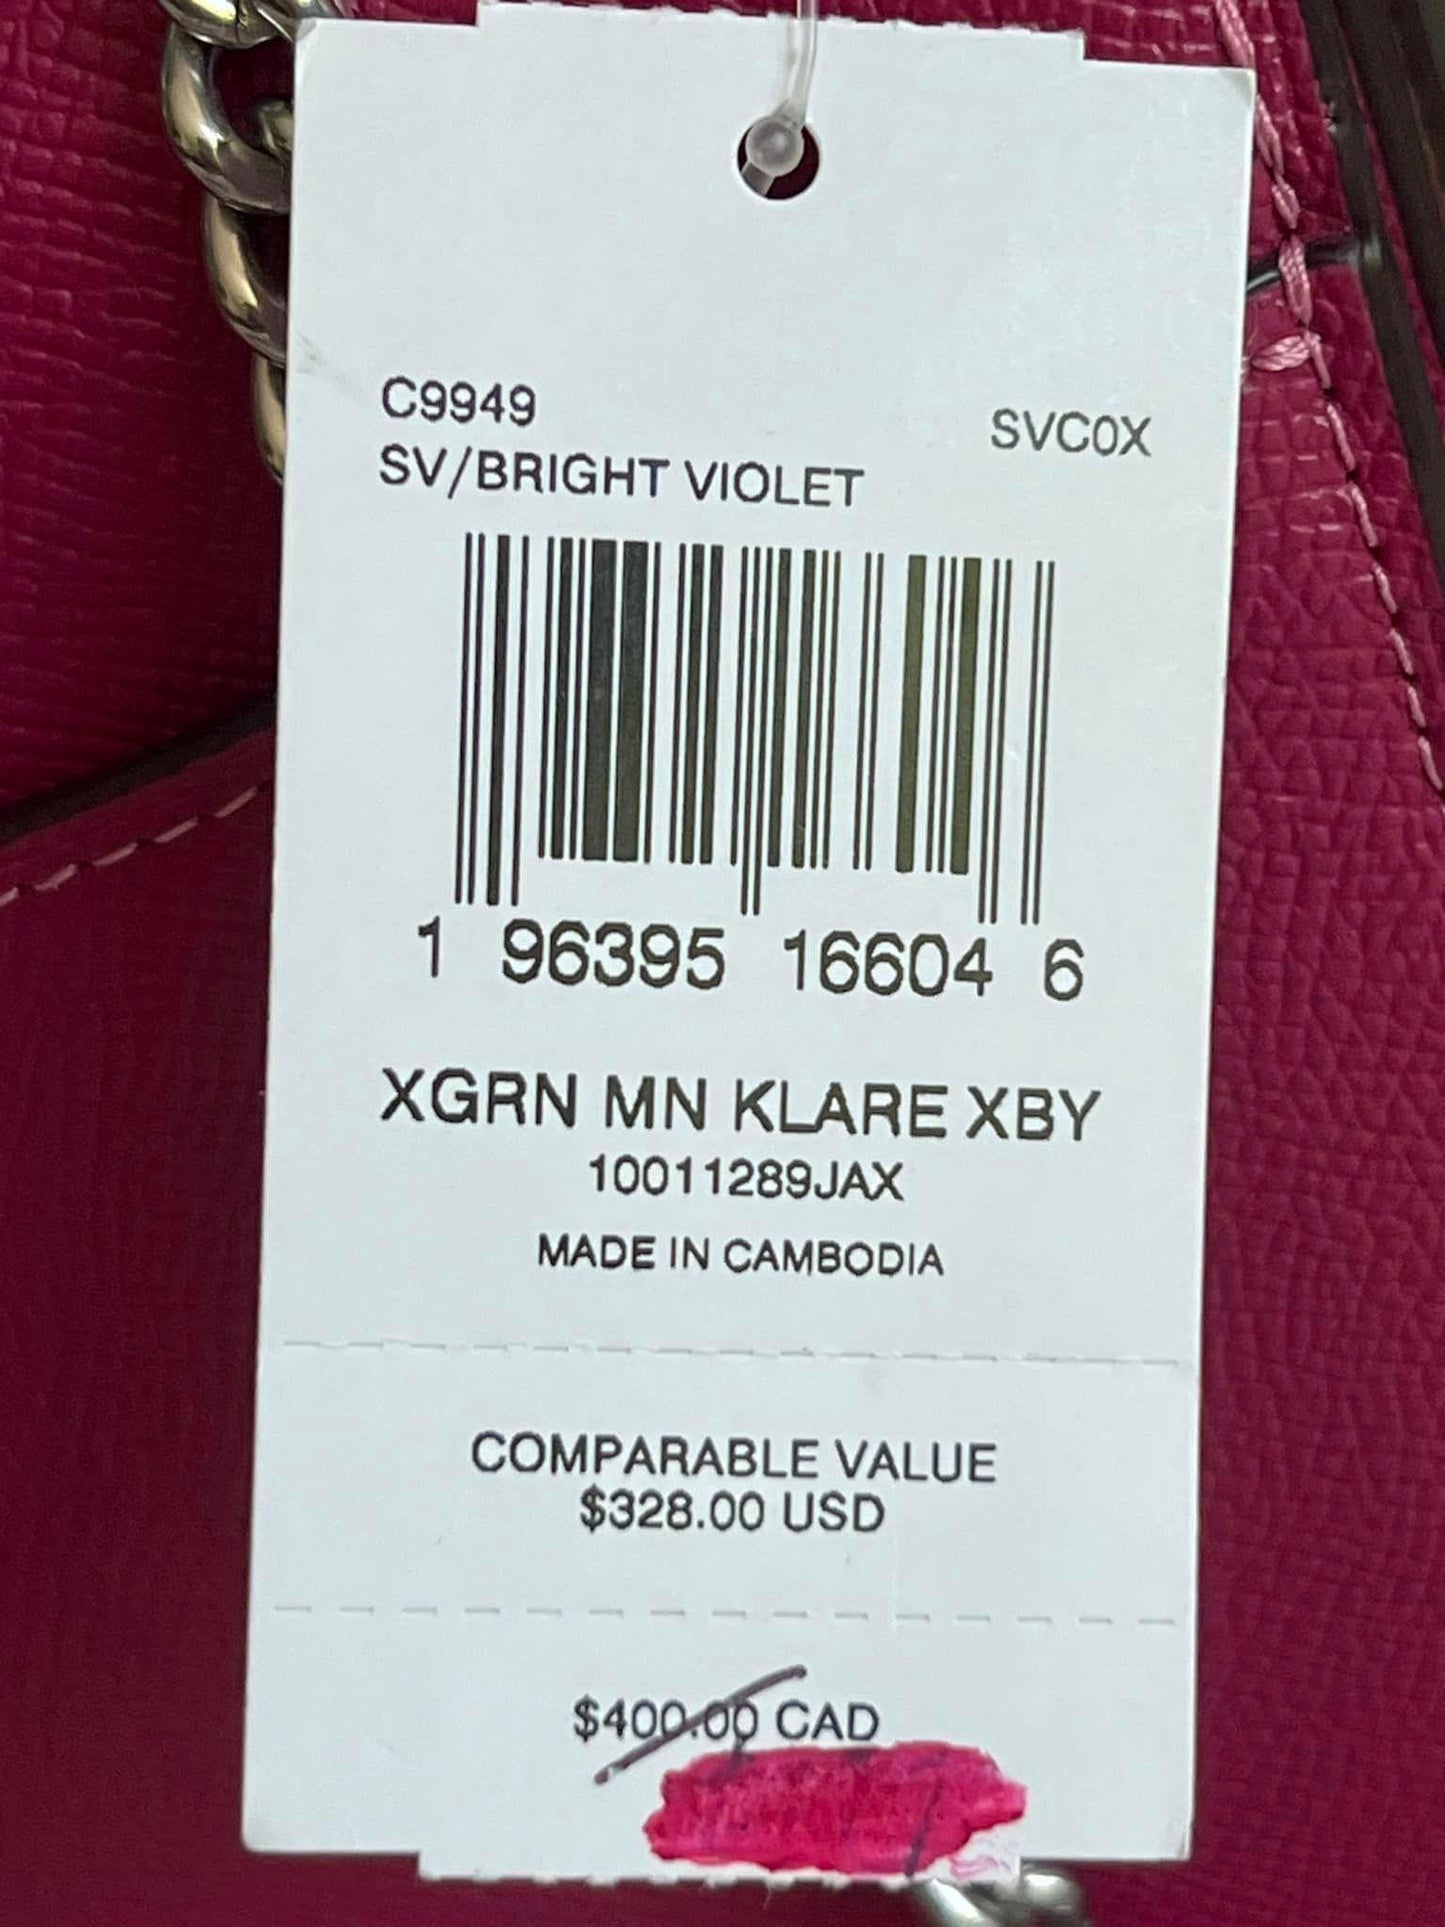 C9949
SVC0X
SV/BRIGHT VIOLET
1 96395 16604 6
XGRN MN KLARE XBY
10011289JAX
MADE IN CAMBODIA
COMPARABLE VALUE
$328.00 USD
$400.00 CAD